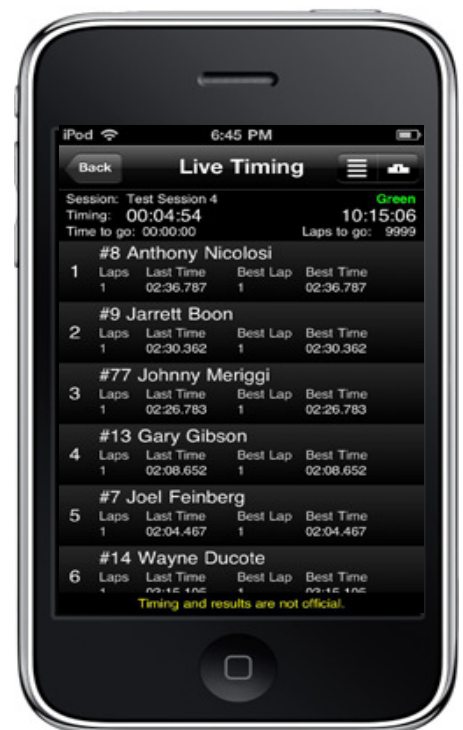 iPod 6:45 PM
Back Live Timing
Session: Test Session 4 Green
Timing: 00:04:54 10:15:06
Time to go: 00:00:00 Laps to go: 9999
#8 Anthony Nicolosi
1 Laps Last Time Best Lap Best Time
1 02:36.787 1 02:36.787
#9 Jarrett Boon
2 Laps Last Time Best Lap Best Time
1 02:30.362 1 02:30.362
#77 Johnny Meriggi
3 Laps Last Time Best Lap Best Time
1 02:26.783 1 02:26.783
#13 Gary Gibson
4 Laps Last Time Best Lap Best Time
1 02:08.652 1 02:08.652
#7 Joel Feinberg
5 Laps Last Time Best Lap Best Time
1 02:04.467 1 02:04.467
#14 Wayne Ducote
6 Laps Last Time Best Lap Best Time
Timing and results are not official.